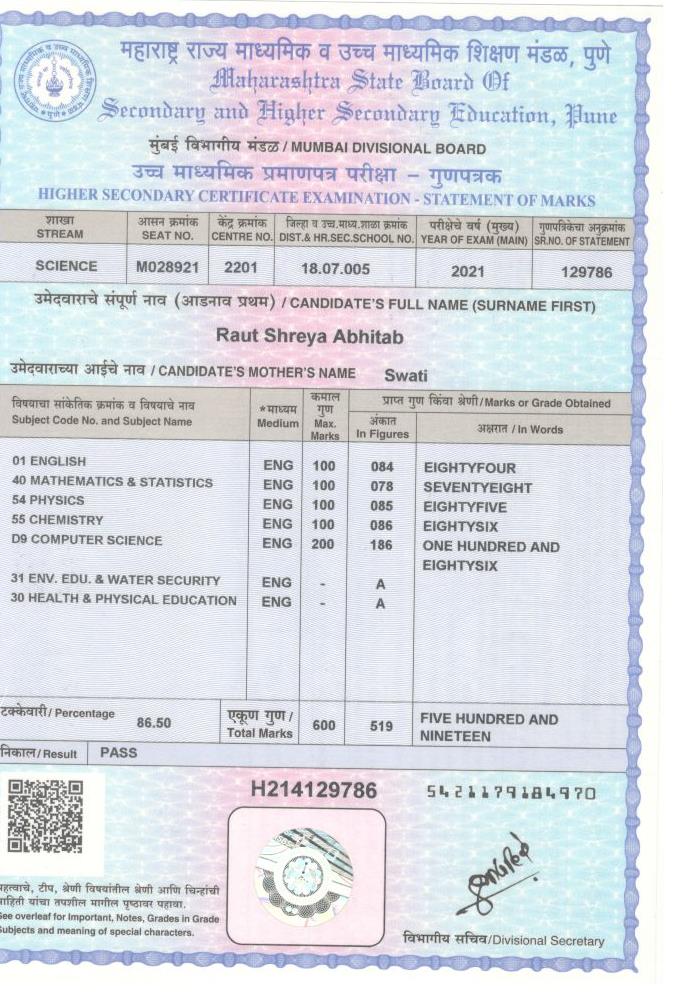 महाराष्ट्र राज्य माध्यमिक व उच्च माध्यमिक शिक्षण मंडळ, पुणे
Maharashtra State Board Of
Secondary and Higher Secondary Education, Pune
मुंबई विभागीय मंडळ / MUMBAI DIVISIONAL BOARD
उच्च माध्यमिक प्रमाणपत्र परीक्षा – गुणपत्रक
HIGHER SECONDARY CERTIFICATE EXAMINATION - STATEMENT OF MARKS
शाखा आसन क्रमांक केंद्र क्रमांक जिल्हा व उच्च.माध्य.शाळा क्रमांक परीक्षेचे वर्ष (मुख्य) गुणपत्रिकेचा अनुक्रमांक
STREAM SEAT NO. CENTRE NO. DIST.& HR.SEC.SCHOOL NO. YEAR OF EXAM (MAIN) SR.NO. OF STATEMENT
SCIENCE M028921 2201 18.07.005 2021 129786
उमेदवाराचे संपूर्ण नाव (आडनाव प्रथम) / CANDIDATE'S FULL NAME (SURNAME FIRST)
Raut Shreya Abhitab
उमेदवाराच्या आईचे नाव / CANDIDATE'S MOTHER'S NAME Swati
विषयाचा सांकेतिक क्रमांक व विषयाचे नाव
Subject Code No. and Subject Name
*माध्यम
Medium
कमाल
गुण
Max.
Marks
प्राप्त गुण किंवा श्रेणी/Marks or Grade Obtained
अंकात
In Figures
अक्षरात / In Words
01 ENGLISH ENG 100 084 EIGHTYFOUR
40 MATHEMATICS & STATISTICS ENG 100 078 SEVENTYEIGHT
54 PHYSICS ENG 100 085 EIGHTYFIVE
55 CHEMISTRY ENG 100 086 EIGHTYSIX
D9 COMPUTER SCIENCE ENG 200 186 ONE HUNDRED AND
EIGHTYSIX
31 ENV. EDU. & WATER SECURITY ENG - A
30 HEALTH & PHYSICAL EDUCATION ENG - A
टक्केवारी/ Percentage 86.50
एकूण गुण /
Total Marks
600 519
FIVE HUNDRED AND
NINETEEN
निकाल/ Result PASS
H214129786 5421179184970
महत्वाचे, टीप, श्रेणी विषयांतील श्रेणी आणि चिन्हांची
माहिती यांचा तपशील मागील पृष्ठावर पहावा.
See overleaf for Important, Notes, Grades in Grade
Subjects and meaning of special characters.
विभागीय सचिव/Divisional Secretary